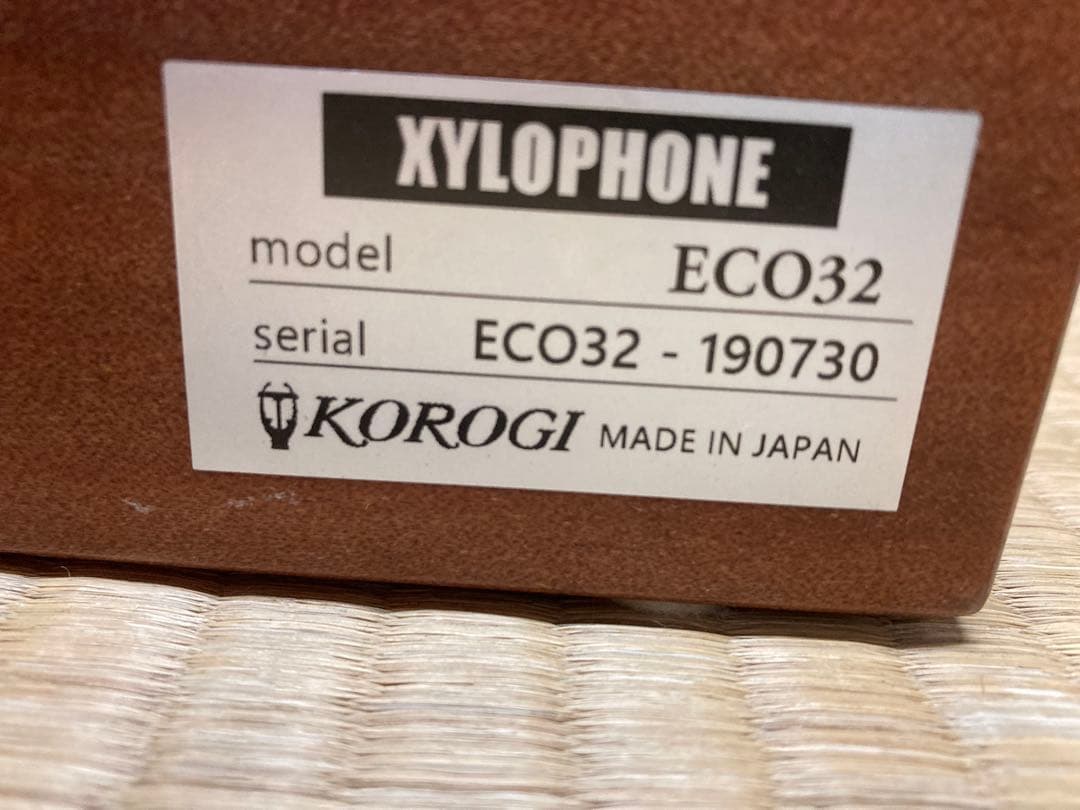 XYLOPHONE
model ECO32
serial ECO32 - 190730
KOROGI MADE IN JAPAN